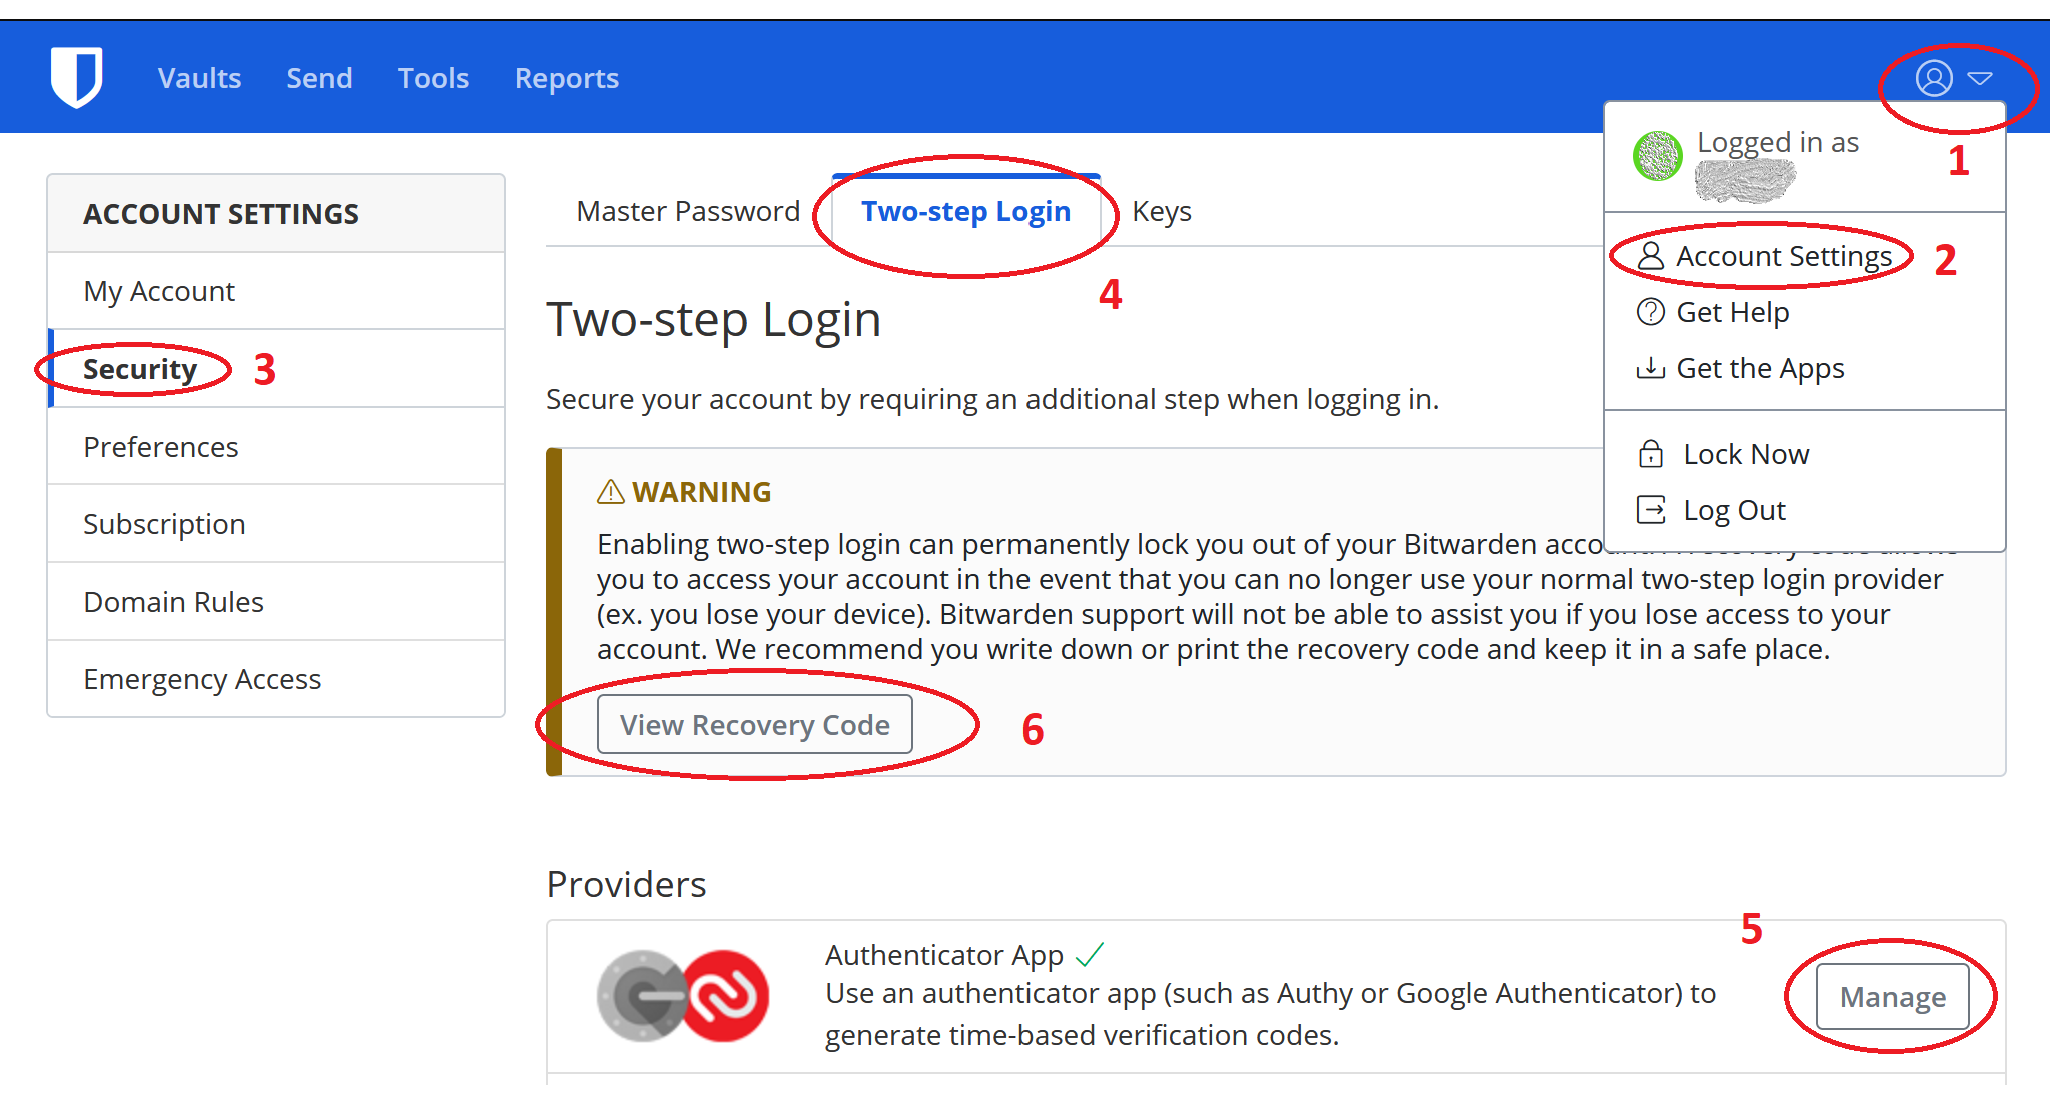 Vaults Send Tools Reports
Logged in as
1
Account Settings 2
Get Help
Get the Apps
Lock Now
Log Out
ACCOUNT SETTINGS
My Account
Security 3
Preferences
Subscription
Domain Rules
Emergency Access
Master Password Two-step Login Keys
4
Two-step Login
Secure your account by requiring an additional step when logging in.
WARNING
Enabling two-step login can permanently lock you out of your Bitwarden
you to access your account in the event that you can no longer use your normal two-step login provider
(ex. you lose your device). Bitwarden support will not be able to assist you if you lose access to your
account. We recommend you write down or print the recovery code and keep it in a safe place.
View Recovery Code 6
Providers
5
Authenticator App
Use an authenticator app (such as Authy or Google Authenticator) to
generate time-based verification codes.
Manage